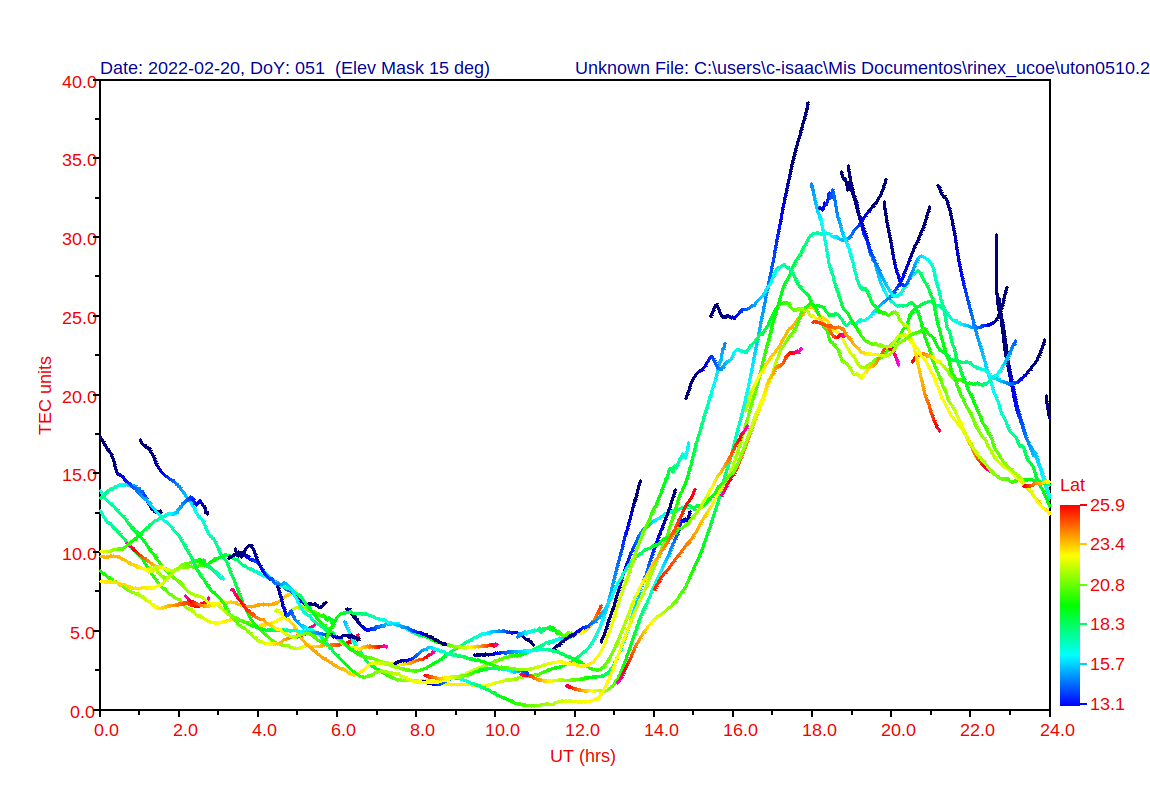 Date: 2022-02-20, DoY: 051  (Elev Mask 15 deg)
Unknown File: C:\users\c-isaac\Mis Documentos\rinex_ucoe\uton0510.2
40.0
35.0
30.0
25.0
20.0
15.0
10.0
5.0
0.0
TEC units
0.0 2.0 4.0 6.0 8.0 10.0 12.0 14.0 16.0 18.0 20.0 22.0 24.0
UT (hrs)
Lat
25.9
23.4
20.8
18.3
15.7
13.1